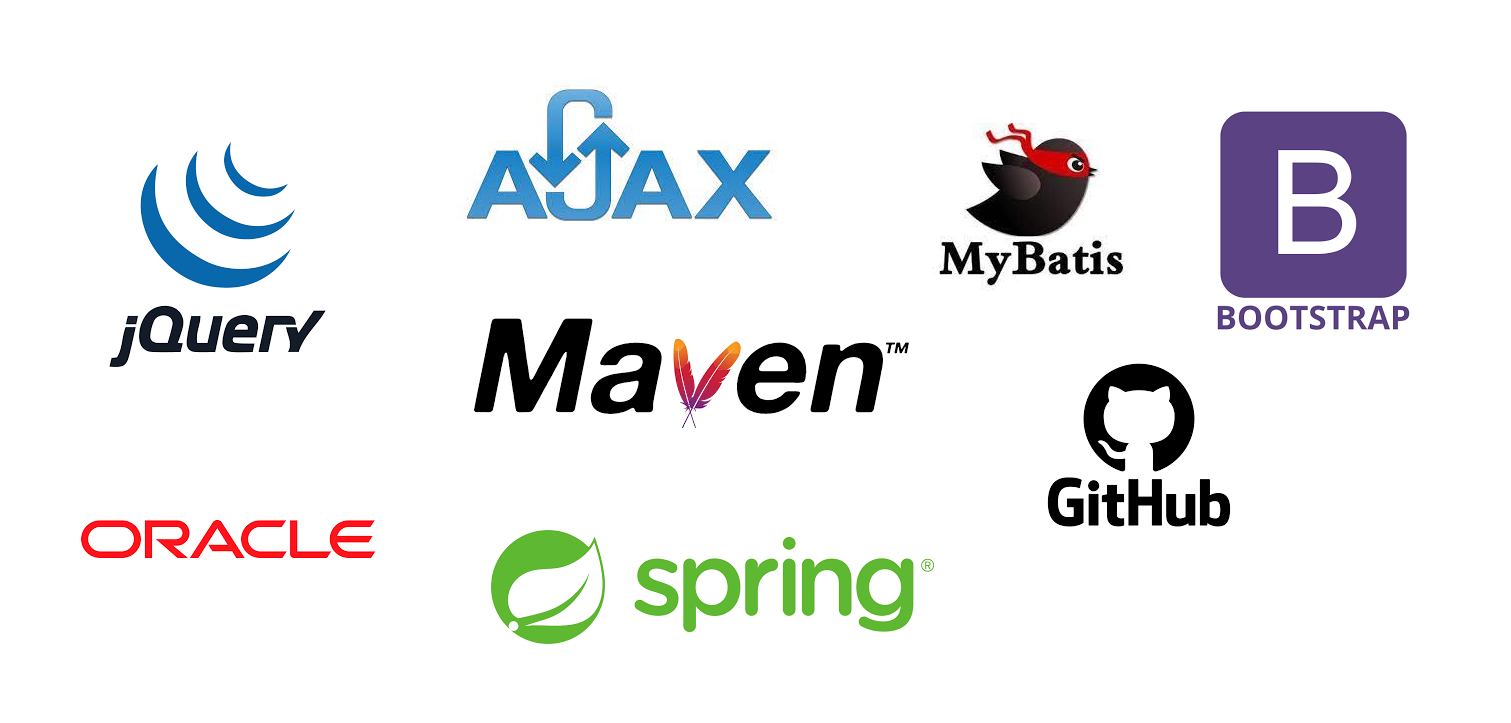 AJAX
MyBatis
B
BOOTSTRAP
jQuery
Maven™
GitHub
ORACLE
spring®